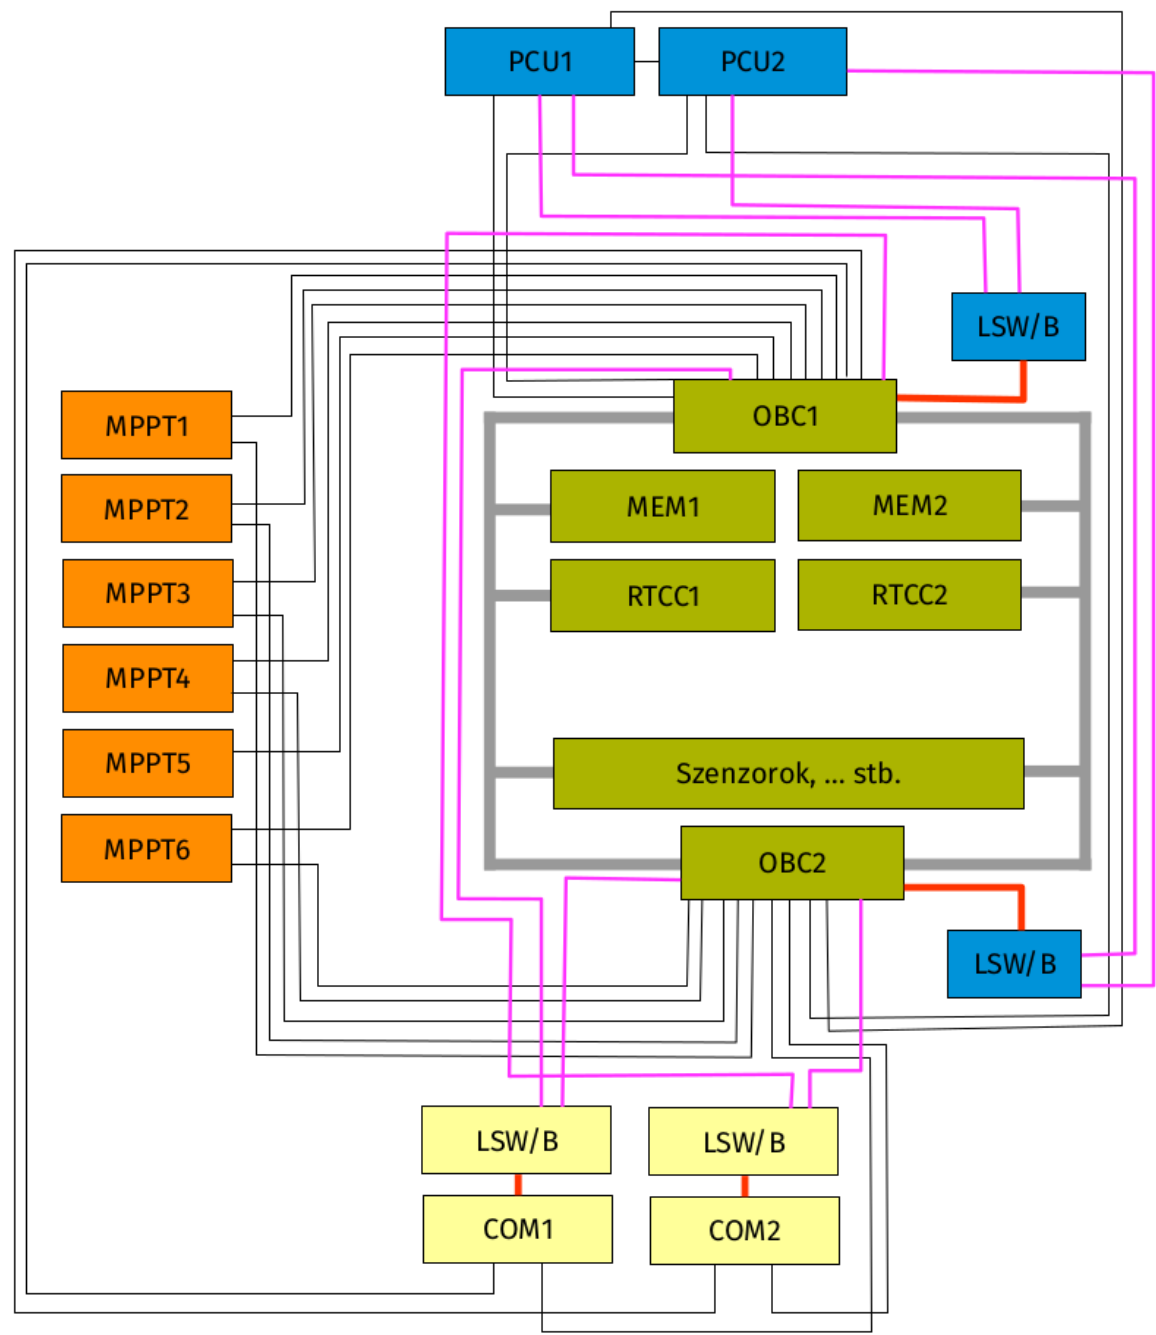 PCU1
PCU2
LSW/B
OBC1
MPPT1
MPPT2
MPPT3
MPPT4
MPPT5
MPPT6
MEM1
MEM2
RTCC1
RTCC2
Szenzorok, ... stb.
OBC2
LSW/B
LSW/B
LSW/B
COM1
COM2